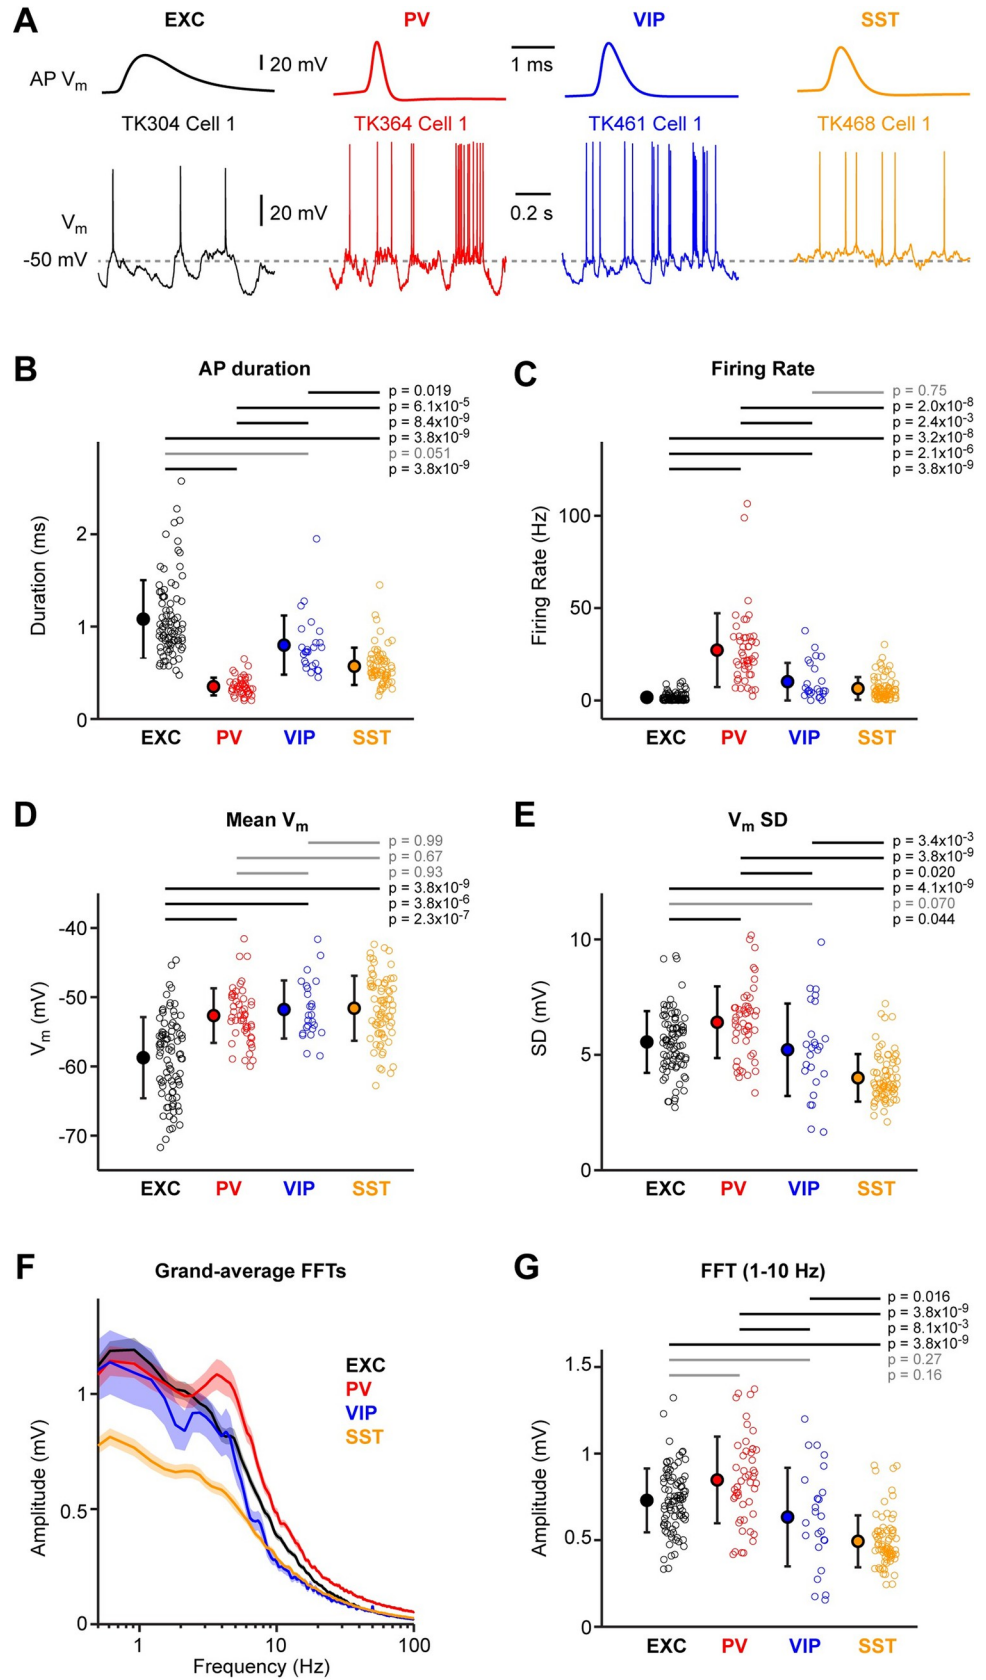 A
EXC PV VIP SST
AP Vm
20 mV
1 ms
TK304 Cell 1 TK364 Cell 1 TK461 Cell 1 TK468 Cell 1
Vm
20 mV
0.2 s
-50 mV
B
AP duration
p = 0.019
p = 6.1x10-5
p = 8.4x10-9
p = 3.8x10-9
p = 0.051
p = 3.8x10-9
Duration (ms)
2
1
0
EXC PV VIP SST
C
Firing Rate
p = 0.75
p = 2.0x10-8
p = 2.4x10-3
p = 3.2x10-8
p = 2.1x10-6
p = 3.8x10-9
Firing Rate (Hz)
100
50
0
EXC PV VIP SST
D
Mean Vm
p = 0.99
p = 0.67
p = 0.93
p = 3.8x10-9
p = 3.8x10-6
p = 2.3x10-7
Vm (mV)
-40
-50
-60
-70
EXC PV VIP SST
E
Vm SD
p = 3.4x10-3
p = 3.8x10-9
p = 0.020
p = 4.1x10-9
p = 0.070
p = 0.044
SD (mV)
10
5
0
EXC PV VIP SST
F
Grand-average FFTs
EXC
PV
VIP
SST
Amplitude (mV)
1
0.5
0
1 10 100
Frequency (Hz)
G
FFT (1-10 Hz)
p = 0.016
p = 3.8x10-9
p = 8.1x10-3
p = 3.8x10-9
p = 0.27
p = 0.16
Amplitude (mV)
1.5
1
0.5
0
EXC PV VIP SST